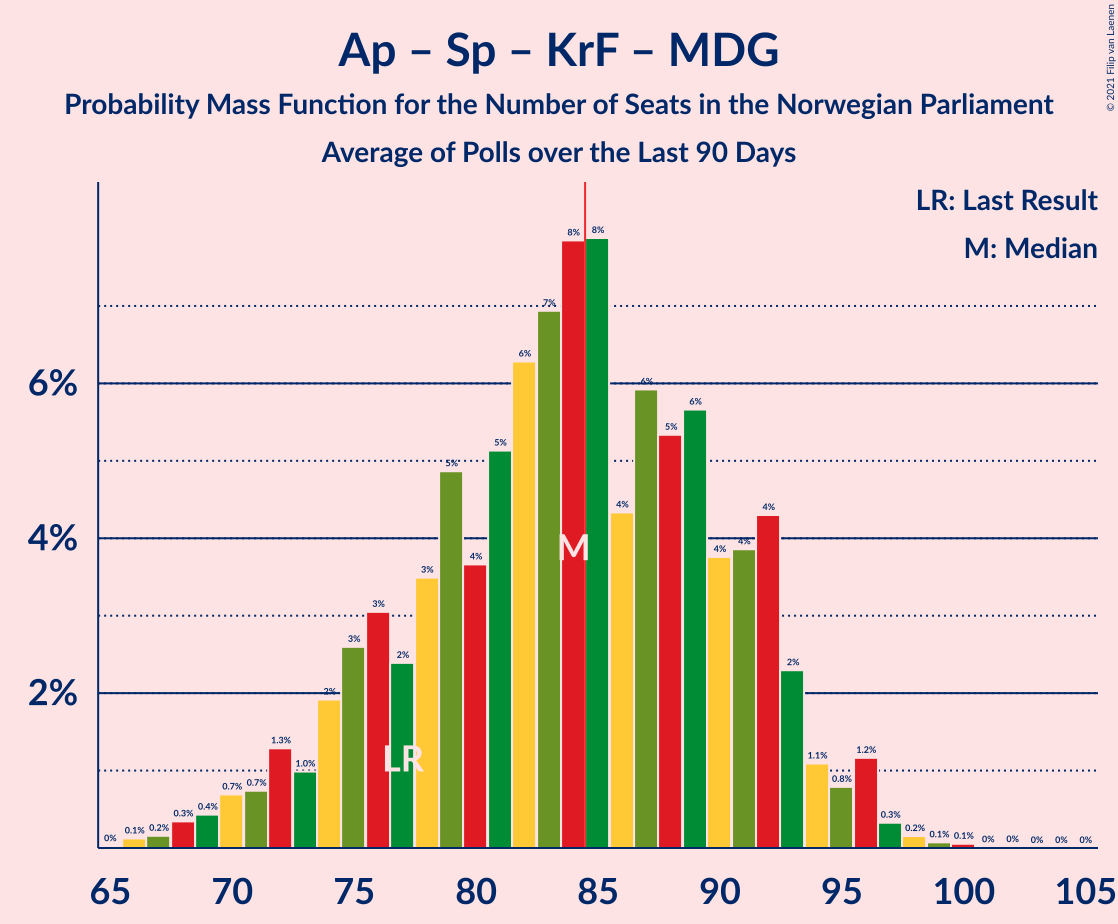 Ap – Sp – KrF – MDG
Probability Mass Function for the Number of Seats in the Norwegian Parliament
Average of Polls over the Last 90 Days
© 2021 Filip van Laenen
LR: Last Result
M: Median
6%
4%
2%
0% 0.1% 0.2% 0.3% 0.4% 0.7% 0.7% 1.3% 1.0% 2% 3% 3% 2% 3% 5% 4% 5% 6% 7% 8% 8% 4% 6% 5% 6% 4% 4% 4% 2% 1.1% 0.8% 1.2% 0.3% 0.2% 0.1% 0.1% 0% 0% 0% 0% 0%
M
LR
65 70 75 80 85 90 95 100 105